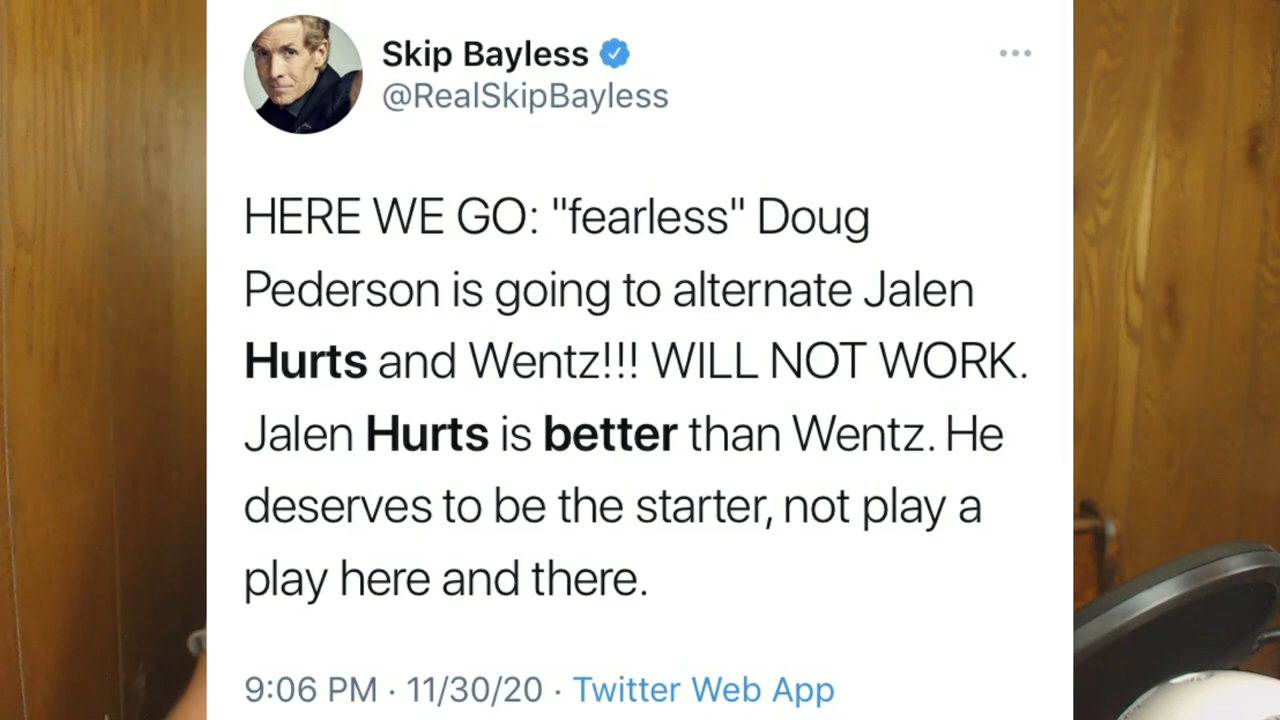 Skip Bayless
@RealSkipBayless
HERE WE GO: "fearless" Doug
Pederson is going to alternate Jalen
Hurts and Wentz!!! WILL NOT WORK.
Jalen Hurts is better than Wentz. He
deserves to be the starter, not play a
play here and there.
9:06 PM · 11/30/20 · Twitter Web App